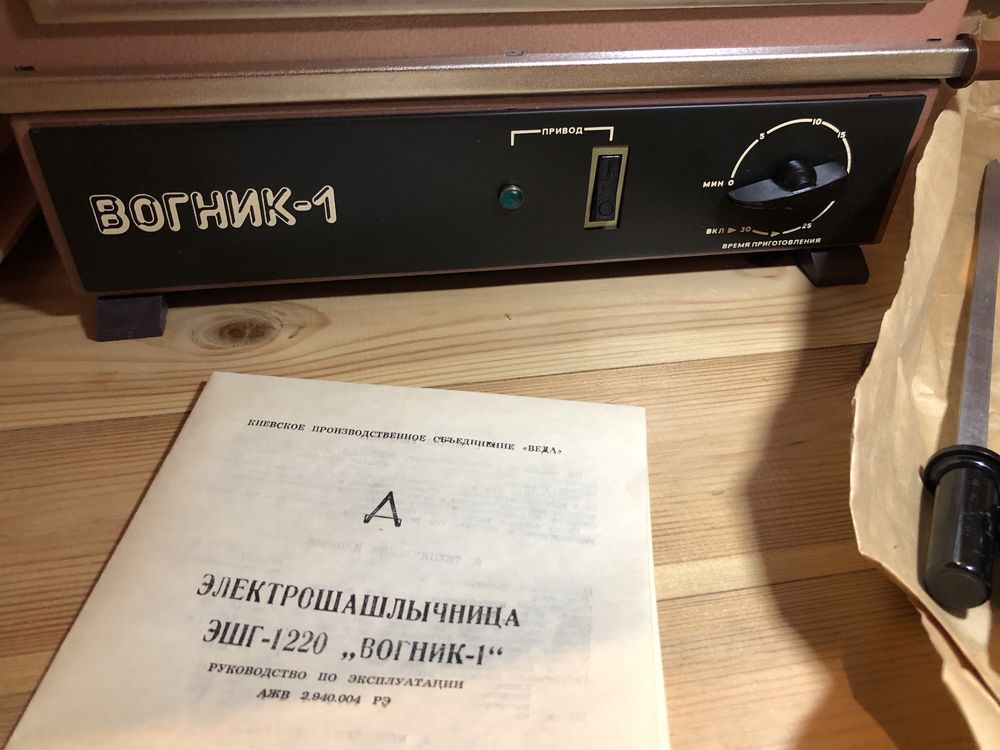 ПРИВОД
ВОГНИК-1
5
10
15
МИН 0
25
ВКЛ 30
ВРЕМЯ ПРИГОТОВЛЕНИЯ
КИЕВСКОЕ ПРОИЗВОДСТВЕННОЕ ОБЪЕДИНЕНИЕ «ВЕДА»
ЭЛЕКТРОШАШЛЫЧНИЦА
ЭШГ-1220 „ВОГНИК-1“
РУКОВОДСТВО ПО ЭКСПЛУАТАЦИИ
АЖВ 2.940.004 РЭ